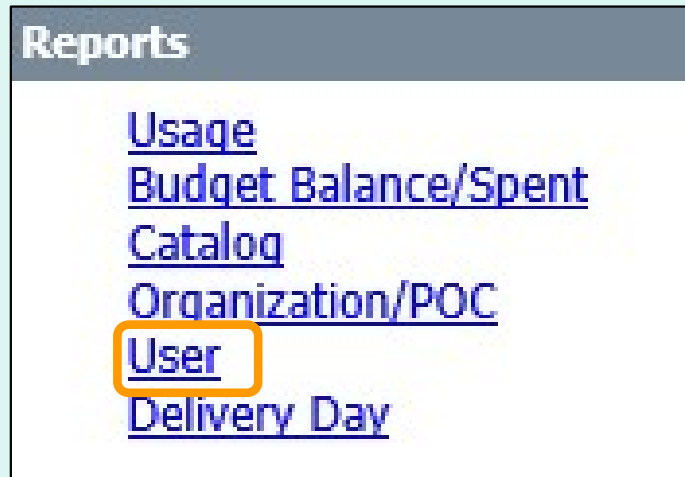 Reports
Usage
Budget Balance/Spent
Catalog
Organization/POC
User
Delivery Day